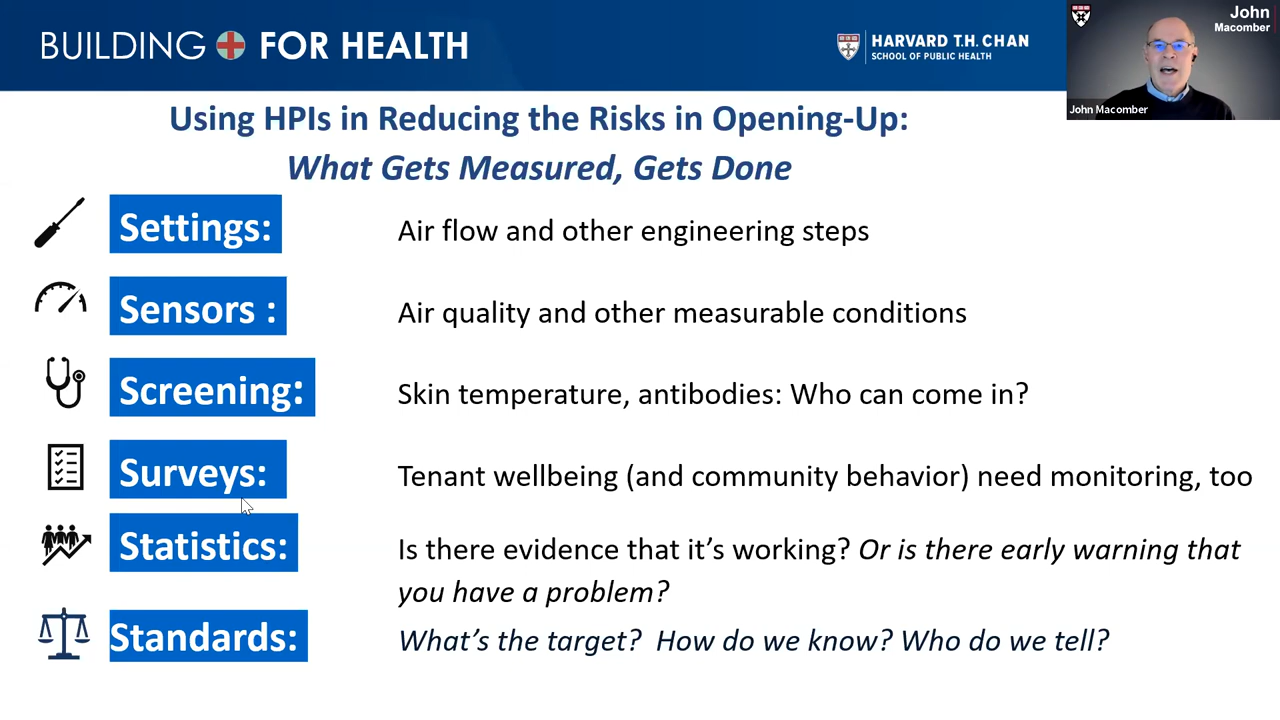 BUILDING FOR HEALTH
HARVARD T.H. CHAN
SCHOOL OF PUBLIC HEALTH
John
Macomber
John Macomber
Using HPIs in Reducing the Risks in Opening-Up:
What Gets Measured, Gets Done
Settings: Air flow and other engineering steps
Sensors : Air quality and other measurable conditions
Screening: Skin temperature, antibodies: Who can come in?
Surveys: Tenant wellbeing (and community behavior) need monitoring, too
Statistics: Is there evidence that it’s working? Or is there early warning that
you have a problem?
Standards: What’s the target? How do we know? Who do we tell?